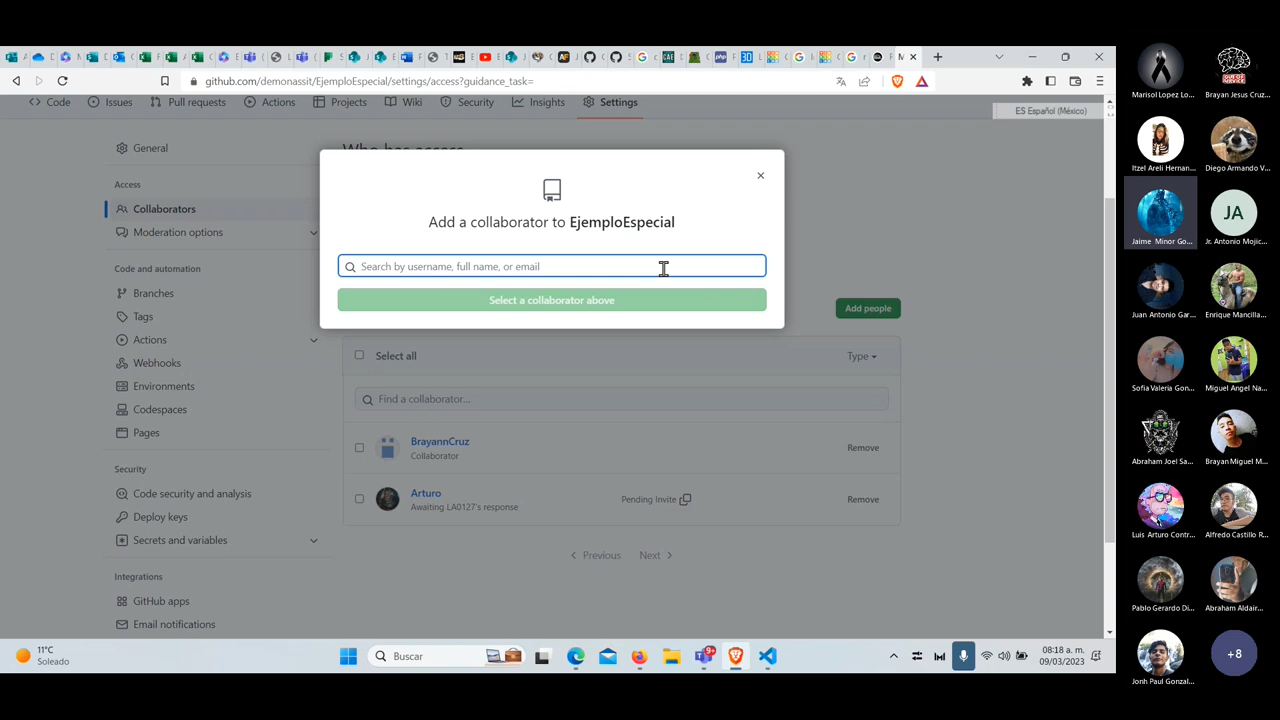 github.com/demonassit/EjemploEspecial/settings/access?guidance_task=
Code
Issues
Pull requests
Actions
Projects
Wiki
Security
Insights
Settings
ES Español (México)
General
Access
Collaborators
Moderation options
Code and automation
Branches
Tags
Actions
Webhooks
Environments
Codespaces
Pages
Security
Code security and analysis
Deploy keys
Secrets and variables
Integrations
GitHub apps
Email notifications
Who has access
Add a collaborator to EjemploEspecial
Search by username, full name, or email
Select a collaborator above
Add people
Select all
Type
Find a collaborator...
BrayannCruz
Collaborator
Remove
Arturo
Awaiting LA0127's response
Pending Invite
Remove
Previous
Next
11°C
Soleado
Buscar
9+
08:18 a. m.
09/03/2023
Marisol Lopez Lo...
Brayan Jesus Cruz...
Itzel Areli Hernan...
Diego Armando V...
Jaime Minor Go...
JA
Jr. Antonio Mojic...
Juan Antonio Gar...
Enrique Mancilla...
Sofia Valeria Gon...
Miguel Angel Na...
Abraham Joel Sa...
Brayan Miguel M...
Luis Arturo Contr...
Alfredo Castillo R...
Pablo Gerardo Di...
Abraham Aldair...
Jonh Paul Gonzal...
+8